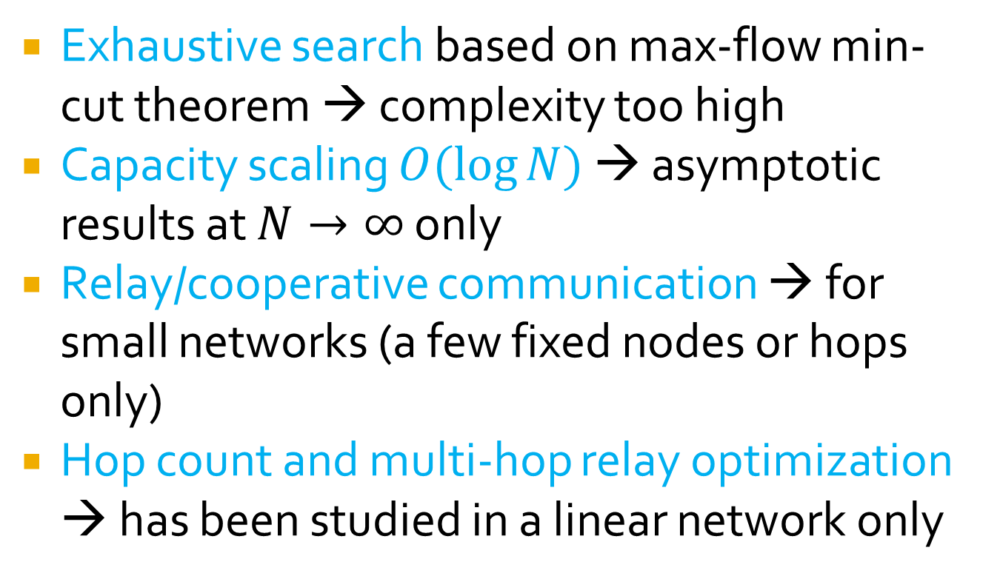 ▪ Exhaustive search based on max-flow min-
cut theorem → complexity too high
▪ Capacity scaling O(log N) → asymptotic
results at N → ∞ only
▪ Relay/cooperative communication → for
small networks (a few fixed nodes or hops
only)
▪ Hop count and multi-hop relay optimization
→ has been studied in a linear network only